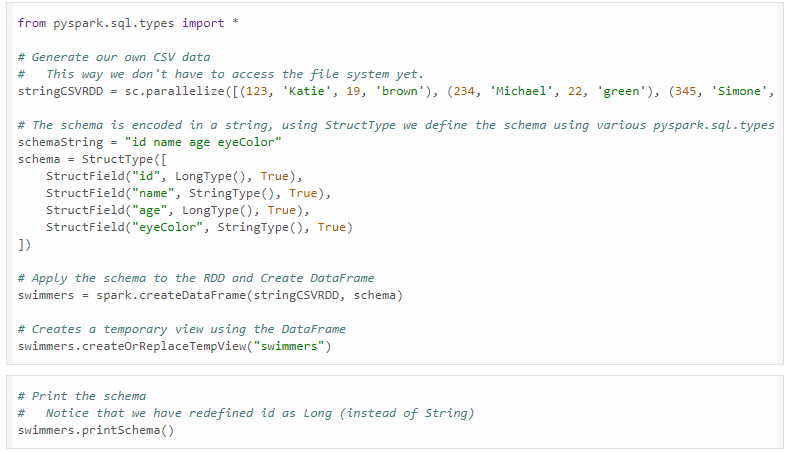 from pyspark.sql.types import *
# Generate our own CSV data
#   This way we don't have to access the file system yet.
stringCSVRDD = sc.parallelize([(123, 'Katie', 19, 'brown'), (234, 'Michael', 22, 'green'), (345, 'Simone',
# The schema is encoded in a string, using StructType we define the schema using various pyspark.sql.types
schemaString = "id name age eyeColor"
schema = StructType([
    StructField("id", LongType(), True),
    StructField("name", StringType(), True),
    StructField("age", LongType(), True),
    StructField("eyeColor", StringType(), True)
])
# Apply the schema to the RDD and Create DataFrame
swimmers = spark.createDataFrame(stringCSVRDD, schema)
# Creates a temporary view using the DataFrame
swimmers.createOrReplaceTempView("swimmers")
# Print the schema
#   Notice that we have redefined id as Long (instead of String)
swimmers.printSchema()